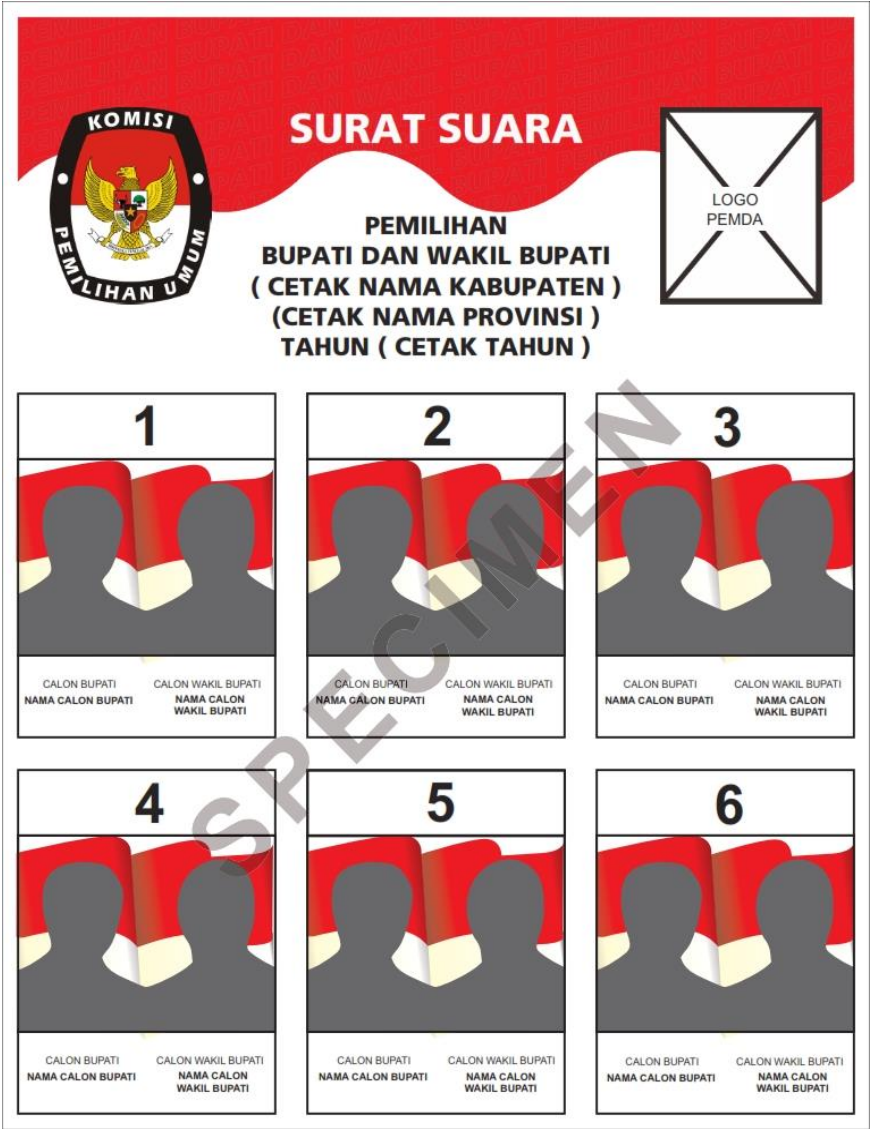 KOMISI
PEMILIHAN UMUM
SURAT SUARA
LOGO
PEMDA
PEMILIHAN
BUPATI DAN WAKIL BUPATI
( CETAK NAMA KABUPATEN )
(CETAK NAMA PROVINSI )
TAHUN ( CETAK TAHUN )
SPECIMEN
1
CALON BUPATI
NAMA CALON BUPATI
CALON WAKIL BUPATI
NAMA CALON
WAKIL BUPATI
2
CALON BUPATI
NAMA CALON BUPATI
CALON WAKIL BUPATI
NAMA CALON
WAKIL BUPATI
3
CALON BUPATI
NAMA CALON BUPATI
CALON WAKIL BUPATI
NAMA CALON
WAKIL BUPATI
4
CALON BUPATI
NAMA CALON BUPATI
CALON WAKIL BUPATI
NAMA CALON
WAKIL BUPATI
5
CALON BUPATI
NAMA CALON BUPATI
CALON WAKIL BUPATI
NAMA CALON
WAKIL BUPATI
6
CALON BUPATI
NAMA CALON BUPATI
CALON WAKIL BUPATI
NAMA CALON
WAKIL BUPATI